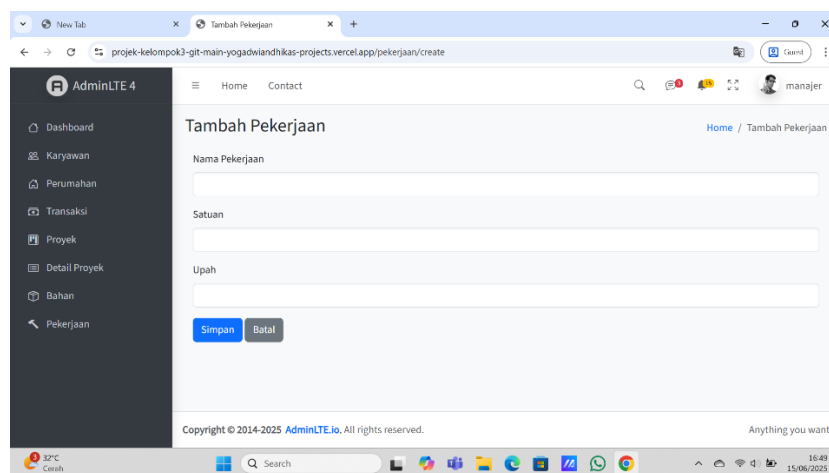 New Tab
Tambah Pekerjaan
projek-kelompok3-git-main-yogadwiandhikas-projects.vercel.app/pekerjaan/create
Guest
AdminLTE 4
Home Contact
3
15
manajer
Dashboard
Karyawan
Perumahan
Transaksi
Proyek
Detail Proyek
Bahan
Pekerjaan
Tambah Pekerjaan
Home / Tambah Pekerjaan
Nama Pekerjaan
Satuan
Upah
Simpan Batal
Copyright © 2014-2025 AdminLTE.io. All rights reserved.
Anything you want
3
32°C
Cerah
Search
16:49
15/06/2025